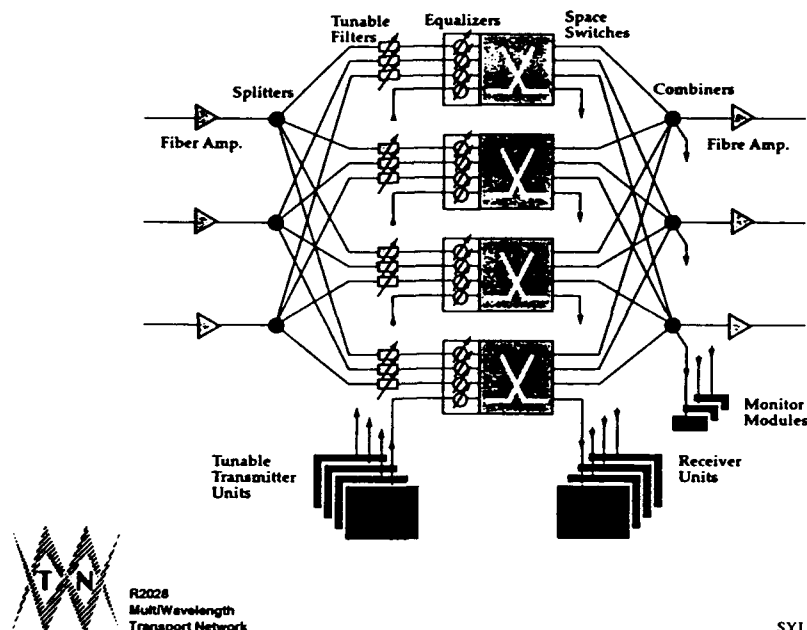 Tunable
Filters
Equalizers
Space
Switches
Splitters
Combiners
Fiber Amp.
Fibre Amp.
Monitor
Modules
Tunable
Transmitter
Units
Receiver
Units
T N
R2028
MultiWavelength
Transport Network
SYL